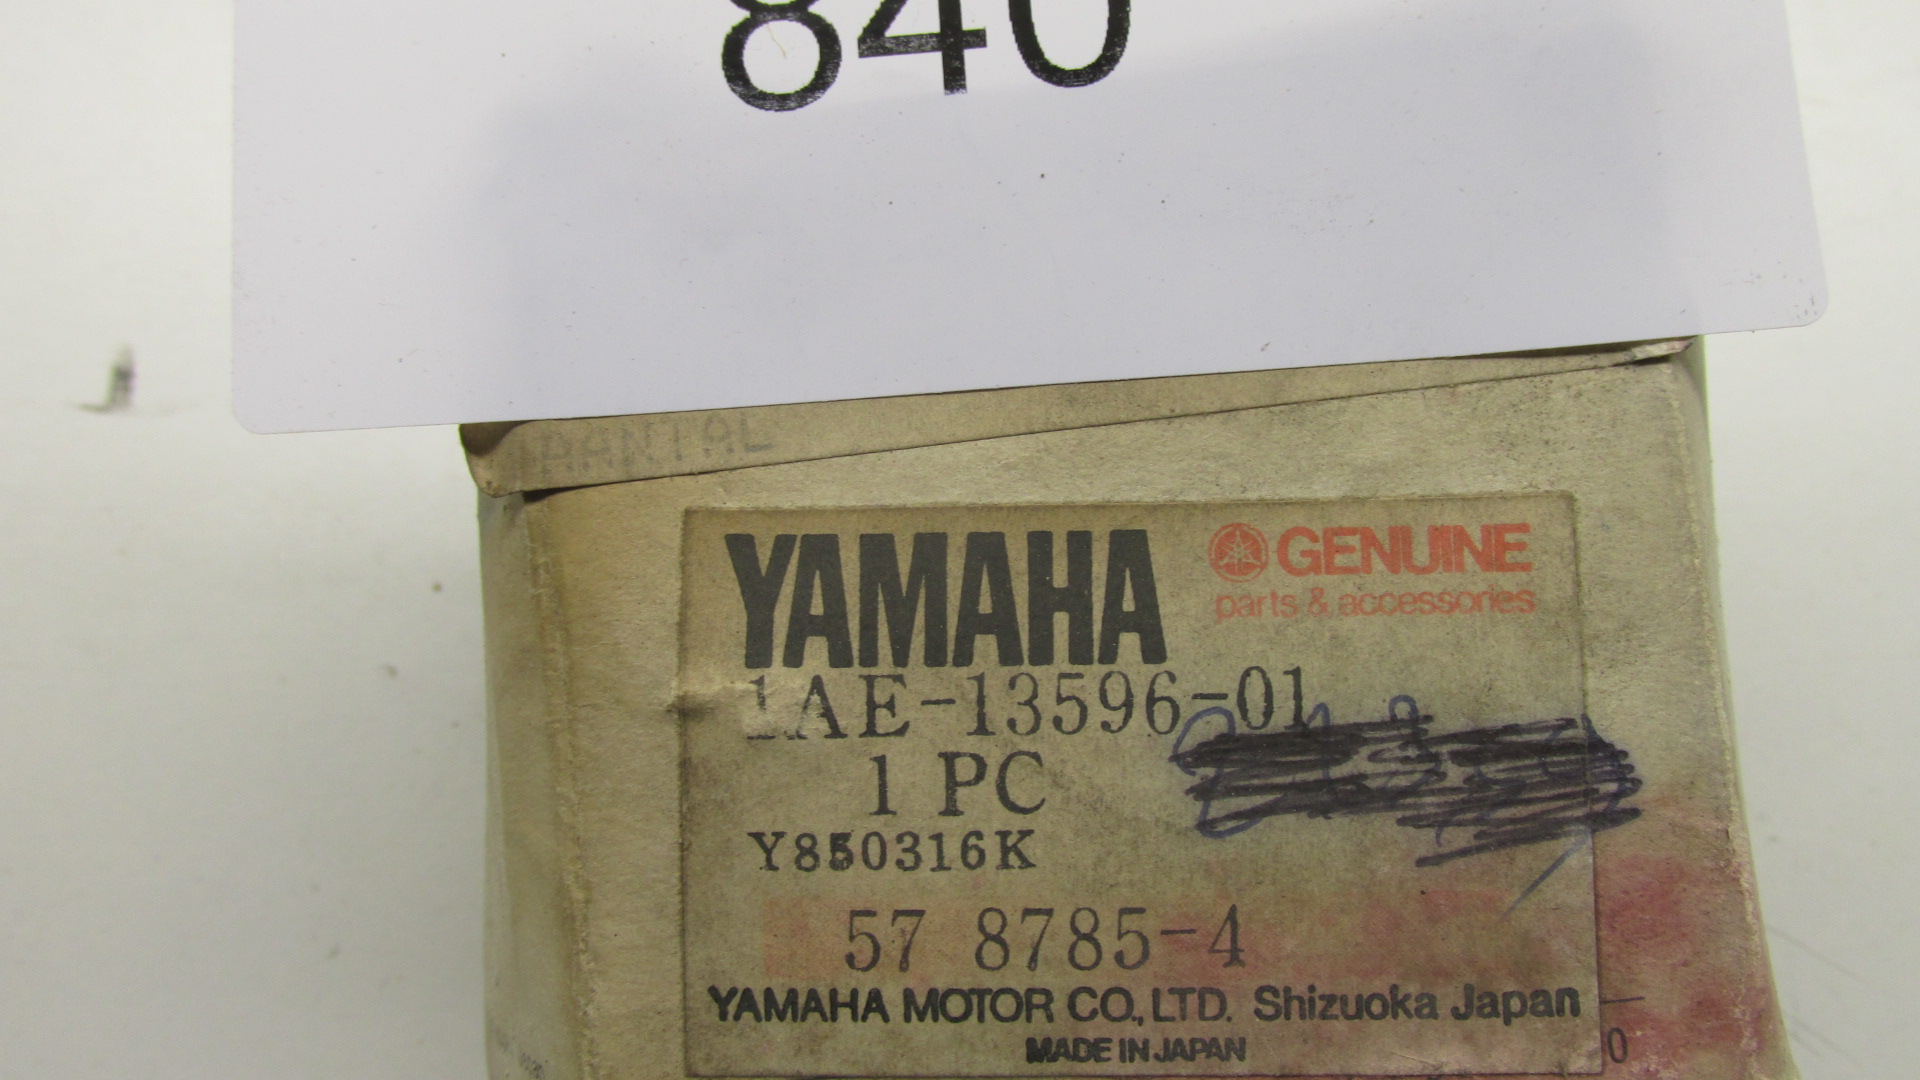 840
YAMAHA
GENUINE
parts & accessories
1AE-13596-01
1 PC
Y850316K
57 8785-4
YAMAHA MOTOR CO., LTD. Shizuoka Japan
MADE IN JAPAN
0